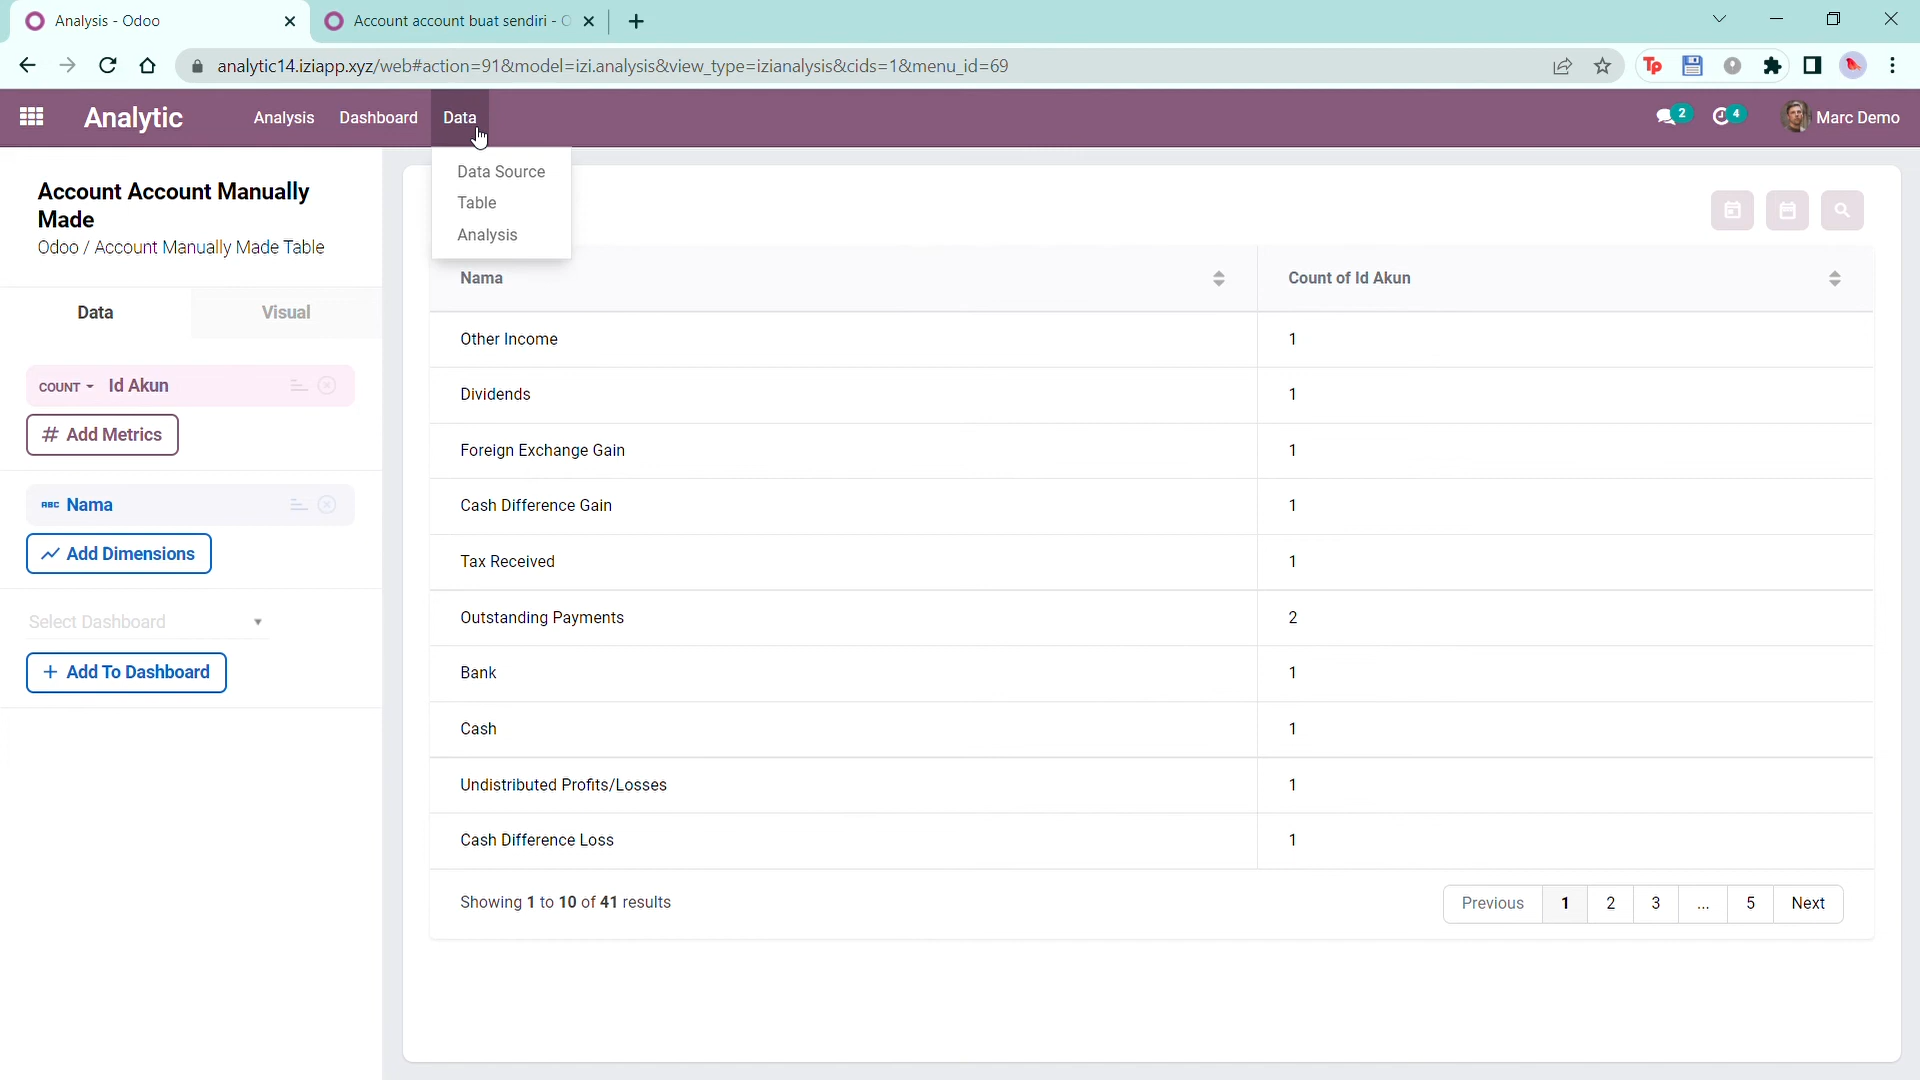 Analysis - Odoo
Account account buat sendiri - O
analytic14.iziapp.xyz/web#action=91&model=izi.analysis&view_type=izianalysis&cids=1&menu_id=69
Tp
Analytic
Analysis
Dashboard
Data
2
4
Marc Demo
Data Source
Table
Analysis
Account Account Manually
Made
Odoo / Account Manually Made Table
Data
Visual
COUNT Id Akun
# Add Metrics
ABC Nama
Add Dimensions
Select Dashboard
+ Add To Dashboard
Nama
Count of Id Akun
Other Income 1
Dividends 1
Foreign Exchange Gain 1
Cash Difference Gain 1
Tax Received 1
Outstanding Payments 2
Bank 1
Cash 1
Undistributed Profits/Losses 1
Cash Difference Loss 1
Showing 1 to 10 of 41 results
Previous 1 2 3 ... 5 Next